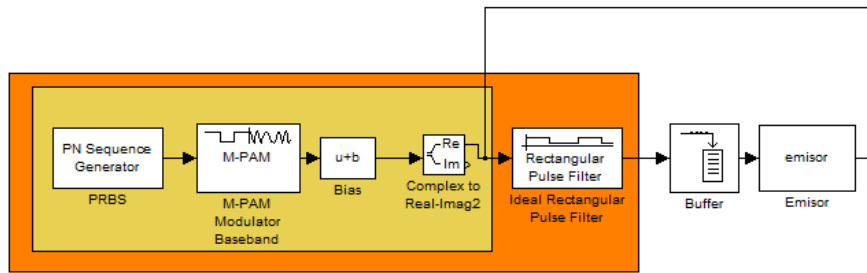 PN Sequence
Generator
PRBS
M-PAM
M-PAM
Modulator
Baseband
u+b
Bias
Re
Im
Complex to
Real-Imag2
Rectangular
Pulse Filter
Ideal Rectangular
Pulse Filter
Buffer
emisor
Emisor